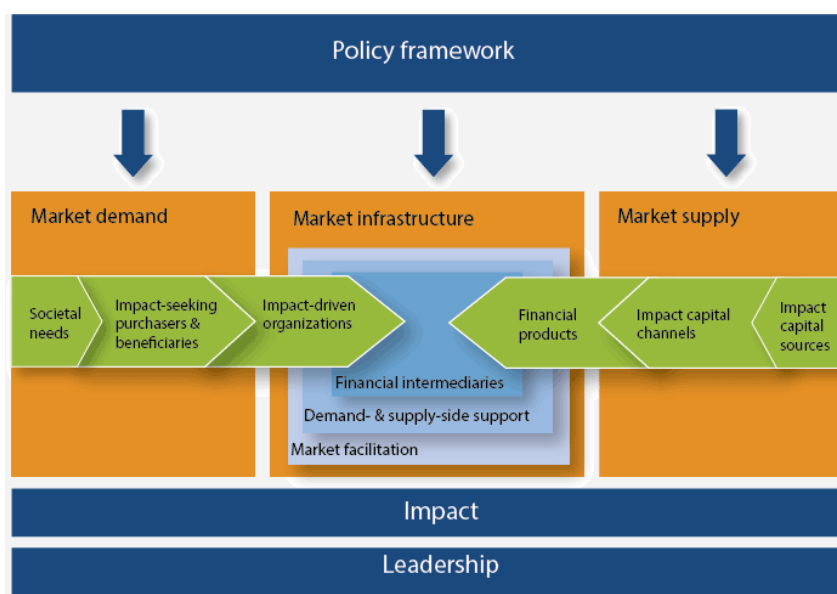 Policy framework
Market demand
Market infrastructure
Market supply
Societal
needs
Impact-seeking
purchasers &
beneficiaries
Impact-driven
organizations
Financial
products
Impact capital
channels
Impact
capital
sources
Financial intermediaries
Demand- & supply-side support
Market facilitation
Impact
Leadership